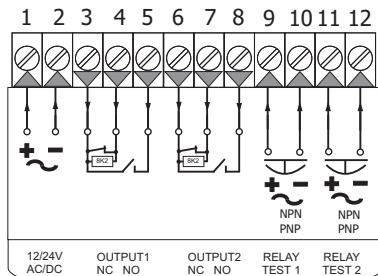 1 2 3 4 5 6 7 8 9 10 11 12
8K2 8K2
+ − + − + −
NPN NPN
PNP PNP
12/24V OUTPUT1 OUTPUT2 RELAY RELAY
AC/DC NC NO NC NO TEST 1 TEST 2